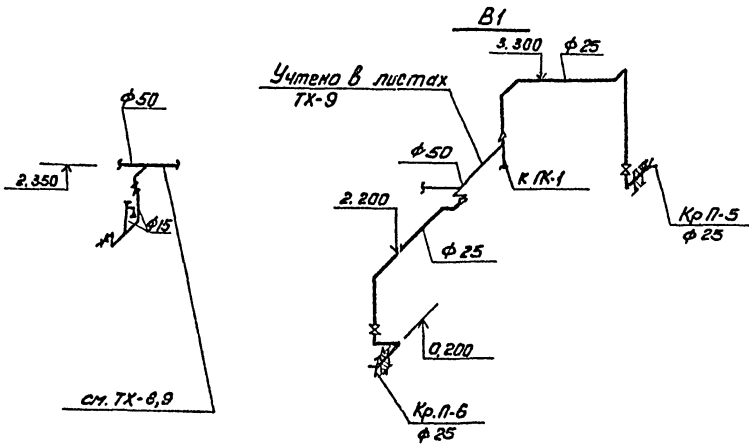 В1
3.300
ф25
Учтено в листах
ТХ-9
ф50
ф50
2.350
к ПК-1
2.200
ф15
Кр П-5
ф25
ф25
0,200
см. ТХ-8,9
Кр.П-6
ф25